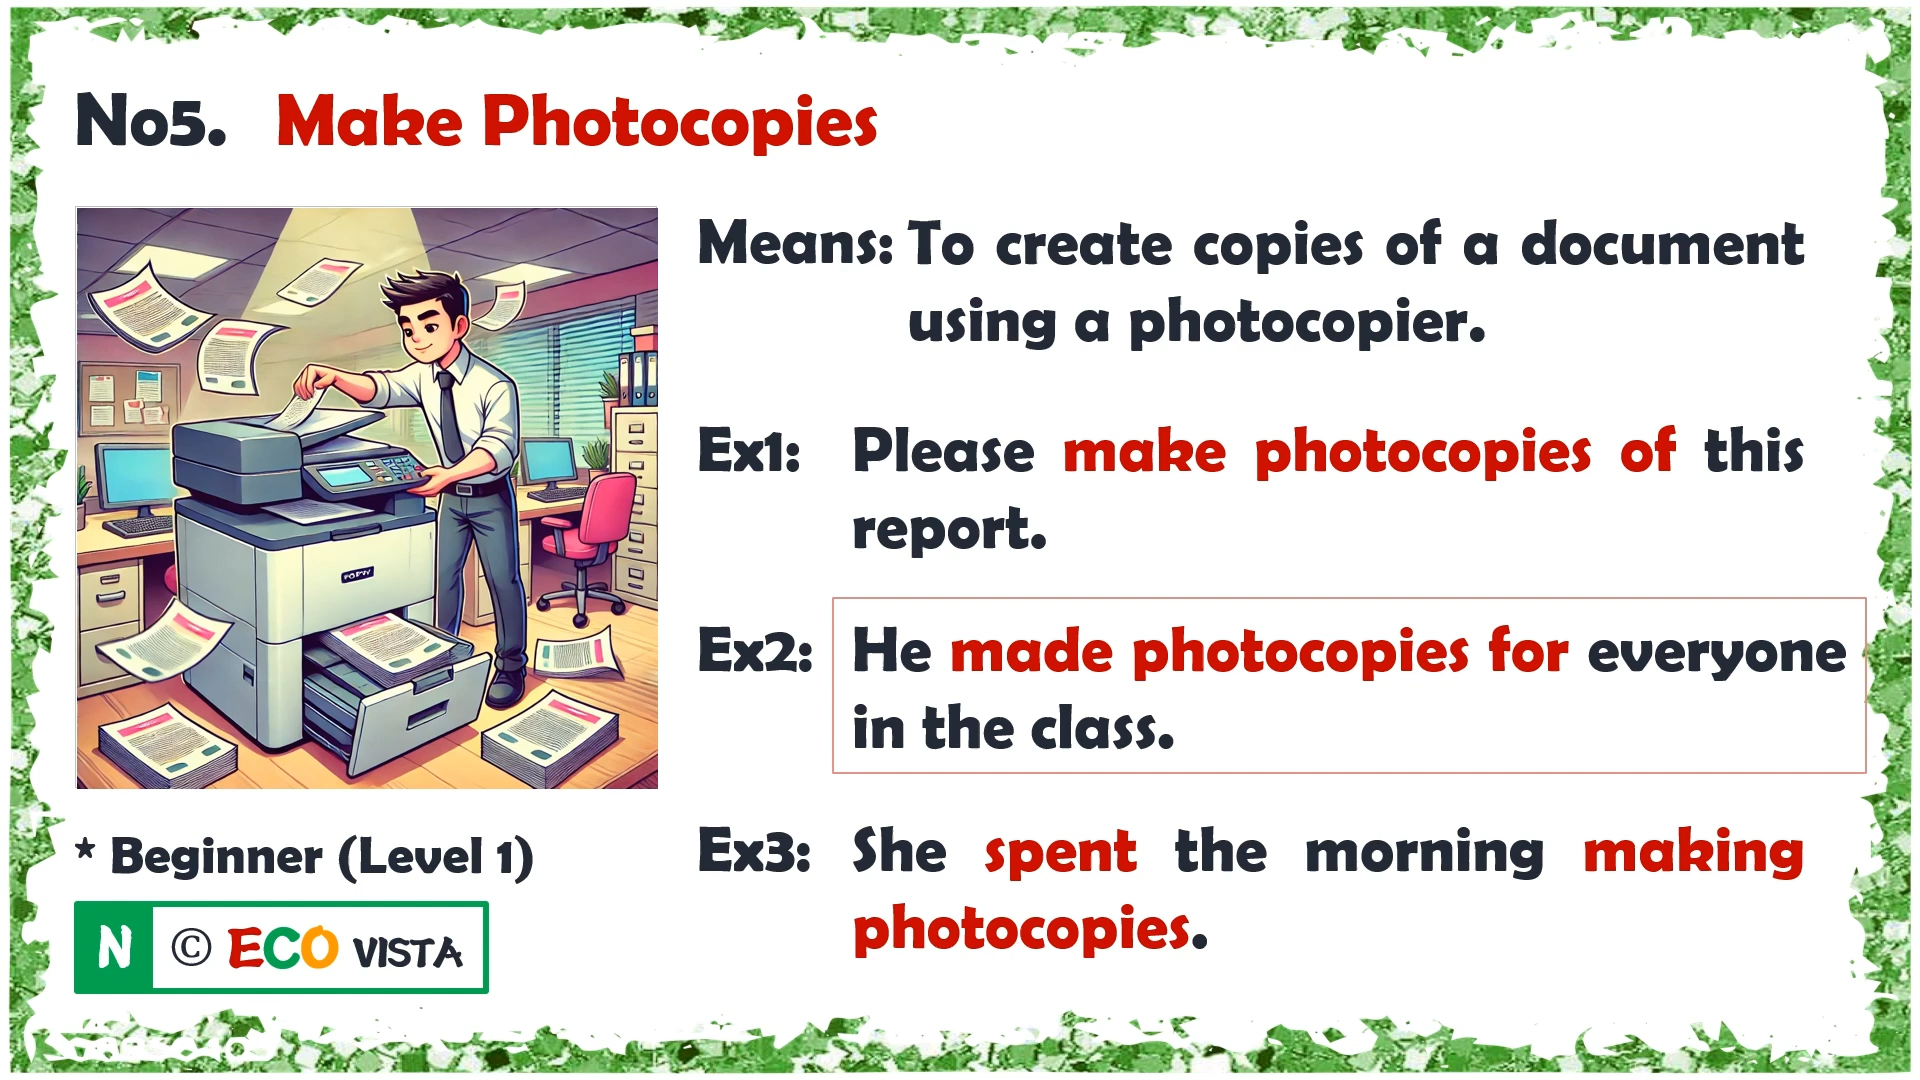 No5. Make Photocopies
Means: To create copies of a document
using a photocopier.
Ex1: Please make photocopies of this
report.
Ex2: He made photocopies for everyone
in the class.
Ex3: She spent the morning making
photocopies.
* Beginner (Level 1)
N © ECO VISTA